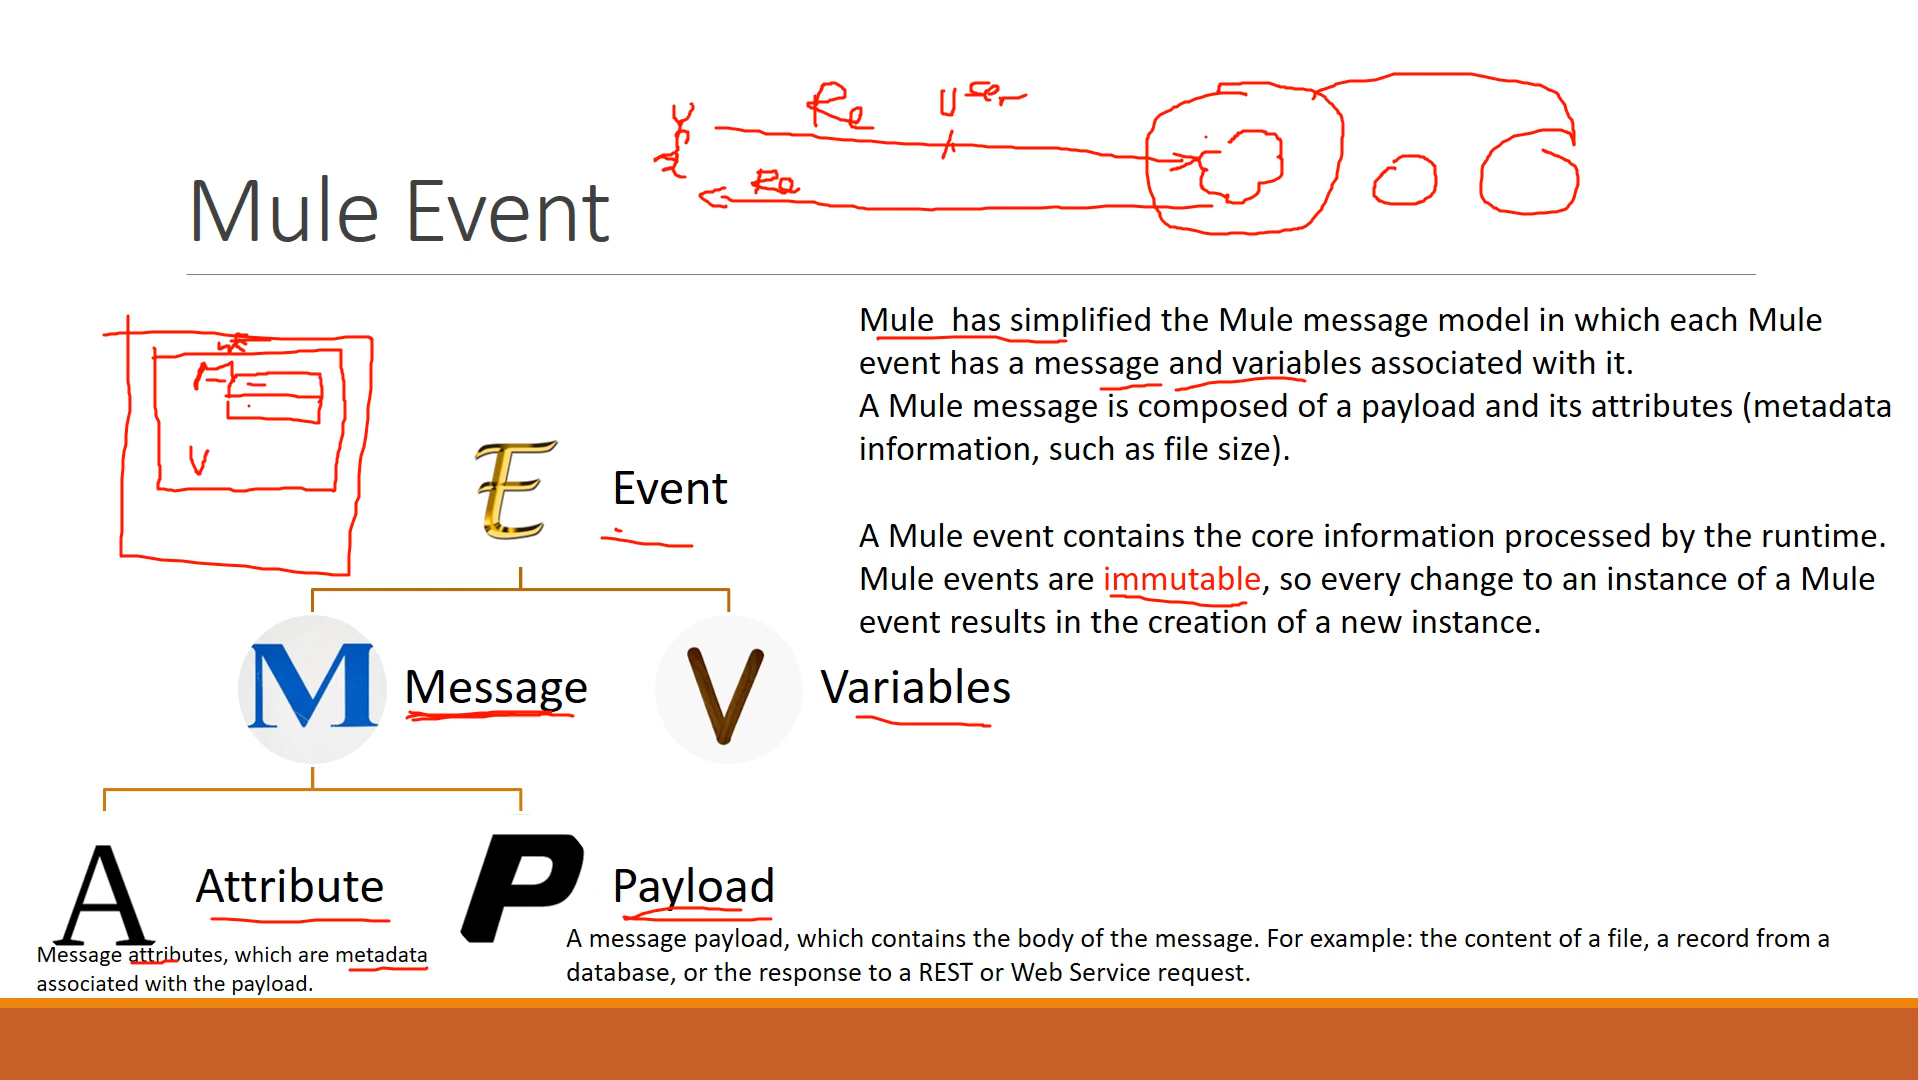 Re
User
Re
Mule Event
Mule has simplified the Mule message model in which each Mule
event has a message and variables associated with it.
A Mule message is composed of a payload and its attributes (metadata
information, such as file size).
A Mule event contains the core information processed by the runtime.
Mule events are immutable, so every change to an instance of a Mule
event results in the creation of a new instance.
V
E Event
M Message
V Variables
A Attribute
Message attributes, which are metadata
associated with the payload.
P Payload
A message payload, which contains the body of the message. For example: the content of a file, a record from a
database, or the response to a REST or Web Service request.